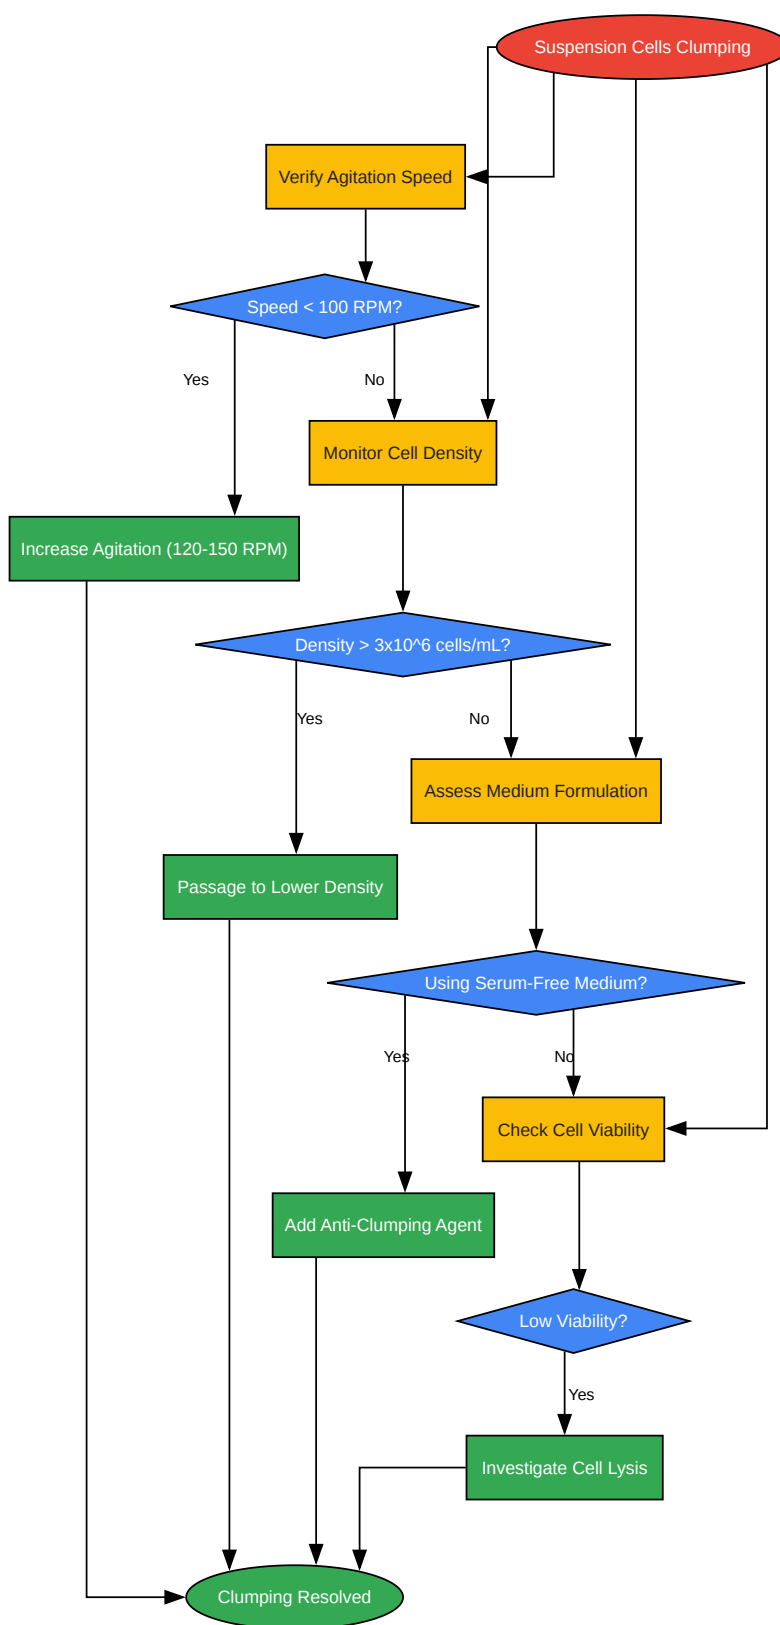 Suspension Cells Clumping
Verify Agitation Speed
Speed < 100 RPM?
Yes
No
Monitor Cell Density
Increase Agitation (120-150 RPM)
Density > 3x10^6 cells/mL?
Yes
No
Assess Medium Formulation
Passage to Lower Density
Using Serum-Free Medium?
Yes
No
Check Cell Viability
Add Anti-Clumping Agent
Low Viability?
Yes
Investigate Cell Lysis
Clumping Resolved